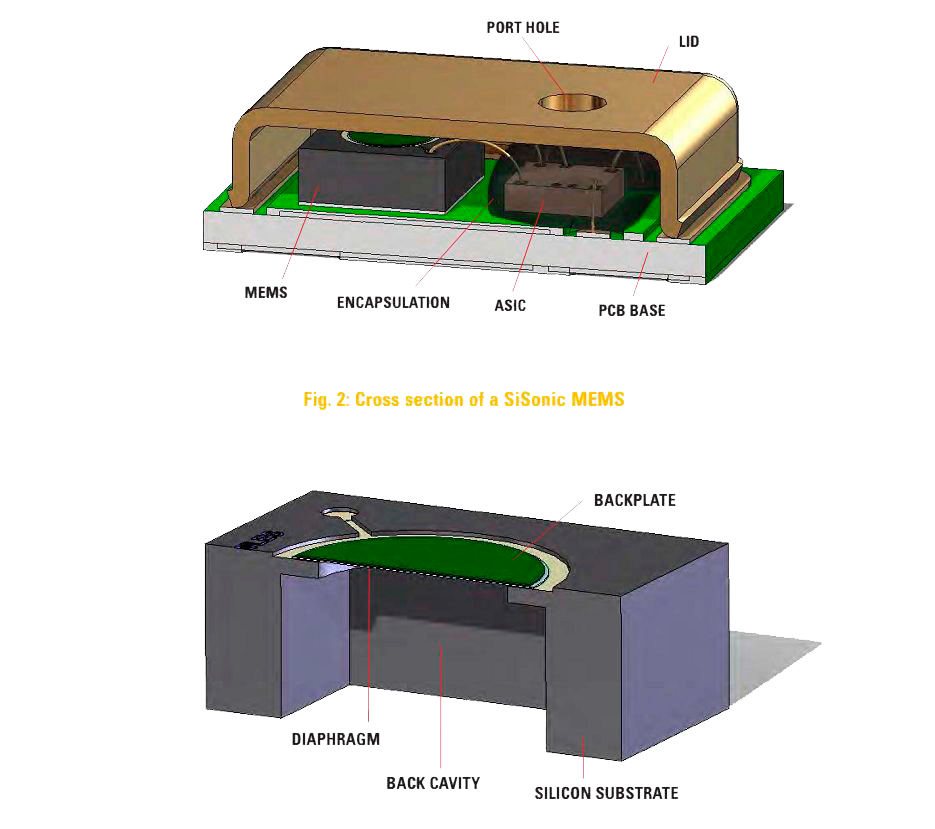 PORT HOLE
LID
MEMS
ENCAPSULATION
ASIC
PCB BASE
Fig. 2: Cross section of a SiSonic MEMS
BACKPLATE
DIAPHRAGM
BACK CAVITY
SILICON SUBSTRATE